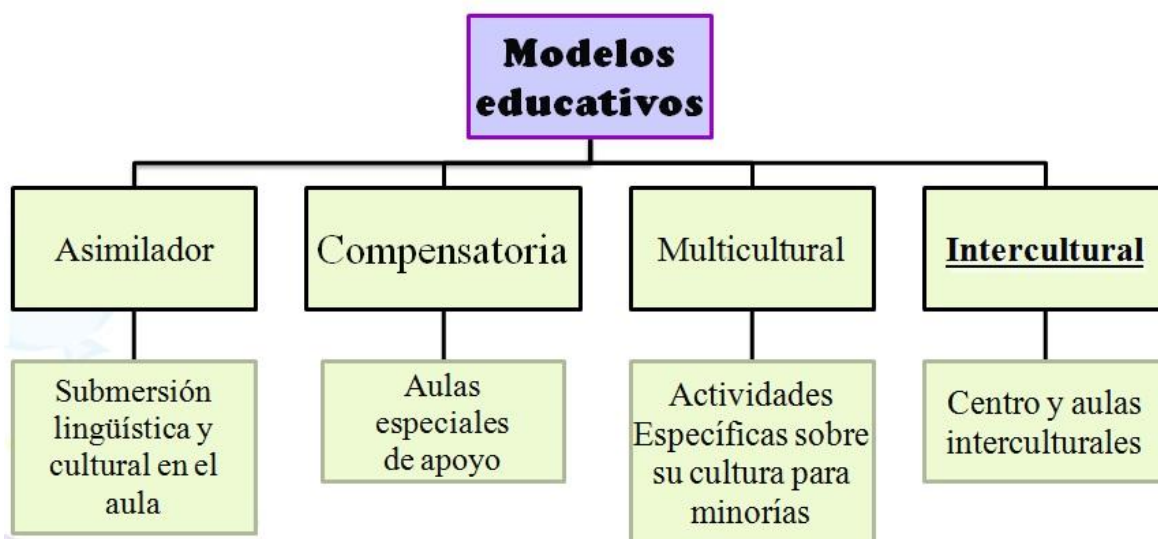 Modelos
educativos
Asimilador
Compensatoria
Multicultural
Intercultural
Submersión
lingüística y
cultural en el
aula
Aulas
especiales
de apoyo
Actividades
Específicas sobre
su cultura para
minorías
Centro y aulas
interculturales